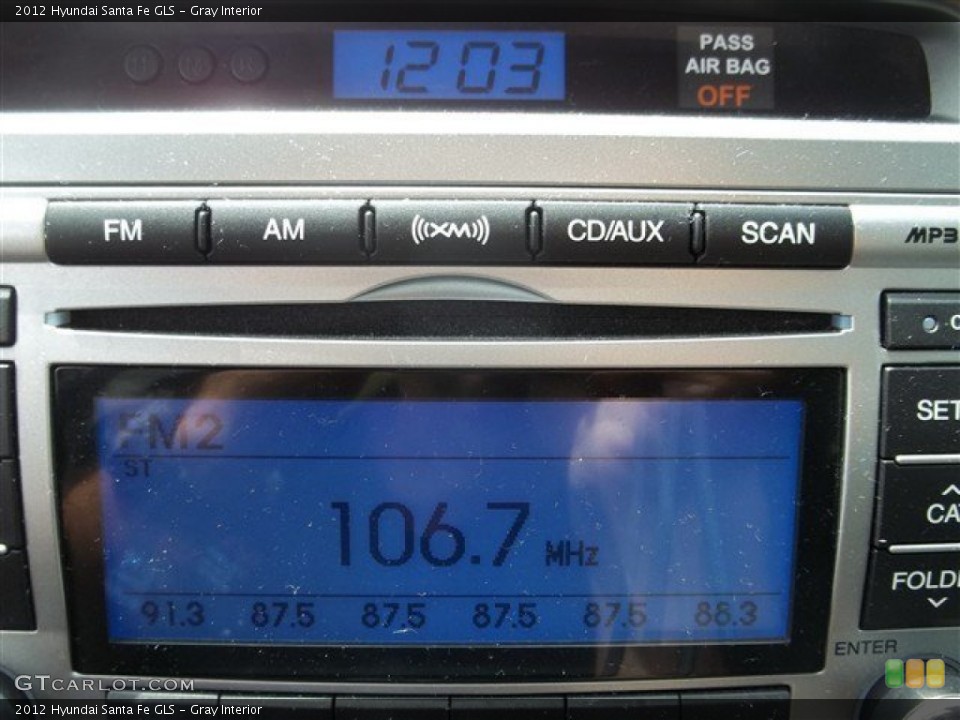 2012 Hyundai Santa Fe GLS - Gray Interior
12 03
PASS
AIR BAG
OFF
FM AM ((XM)) CD/AUX SCAN MP3
FM2
ST
SET
106.7 MHz
CA
FOLD
91.3 87.5 87.5 87.5 87.5 88.3
ENTER
GTCARLOT.COM
2012 Hyundai Santa Fe GLS - Gray Interior